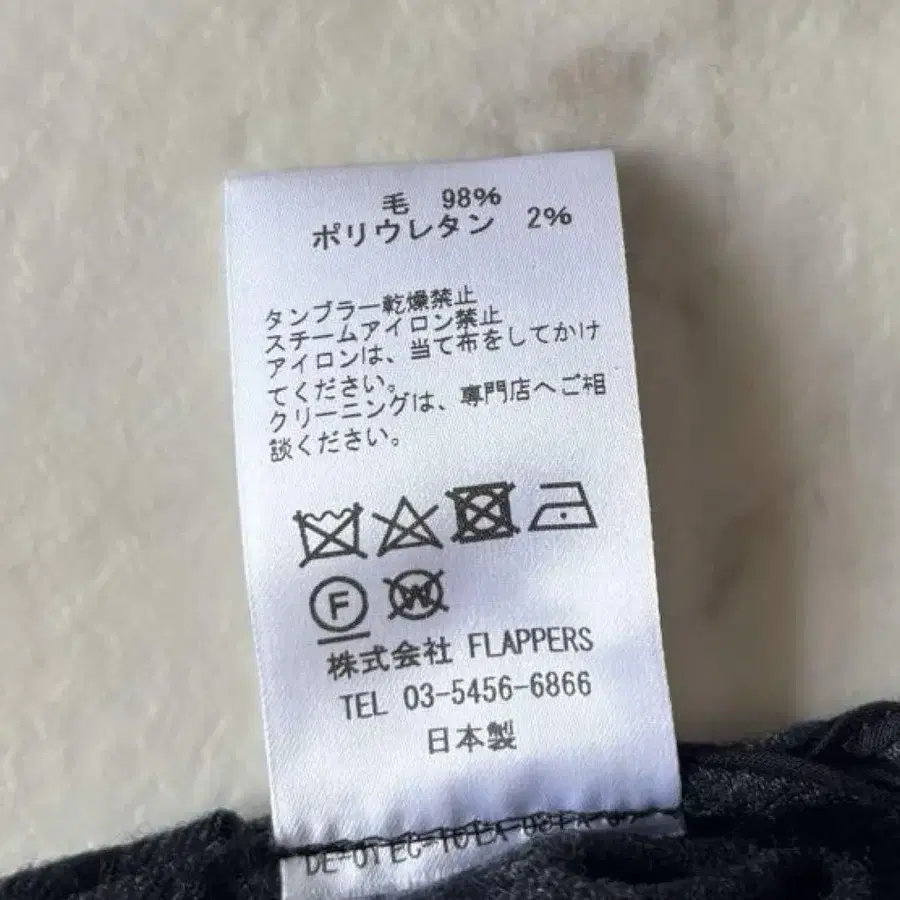 毛 98%
ポリウレタン 2%
タンブラー乾燥禁止
スチームアイロン禁止
アイロンは、当て布をしてかけ
てください。
クリーニングは、専門店へご相
談ください。
F W
株式会社 FLAPPERS
TEL 03-5456-6866
日本製